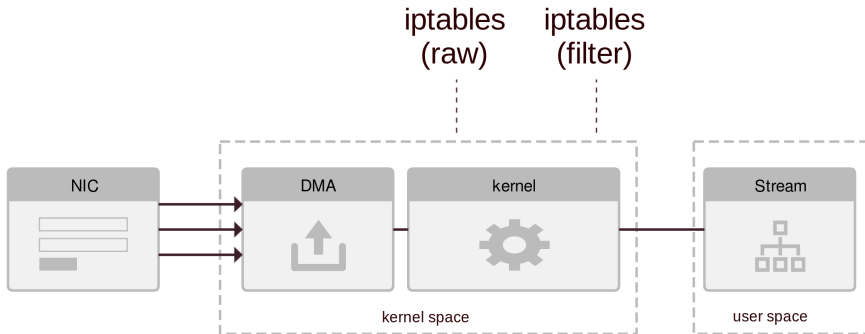 iptables
(raw)
iptables
(filter)
NIC
DMA
kernel
Stream
kernel space
user space